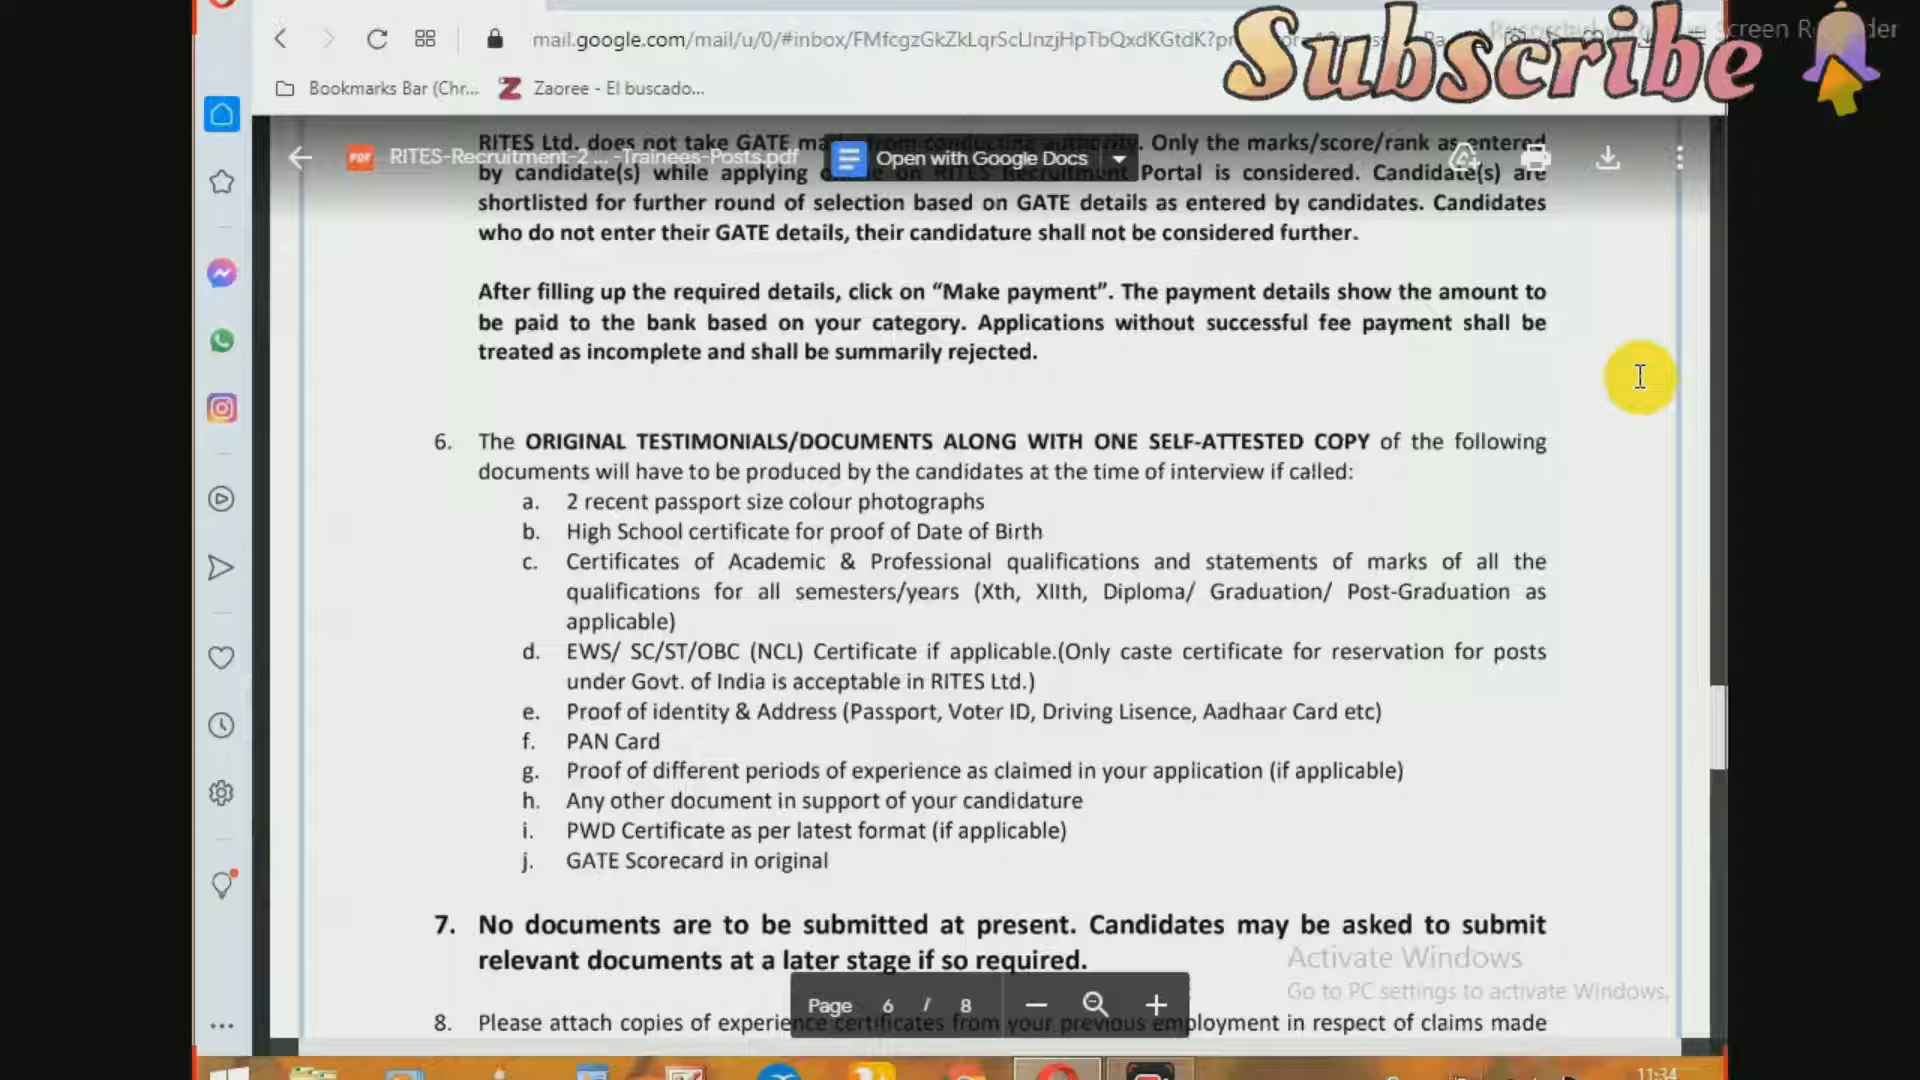 mail.google.com/mail/u/0/#inbox/FMfcgzGkZkLqrScLlnzjHpTbQxdKGtdK?pr
Subscribe
Screen
Bookmarks Bar (Chr...
Zaoree - El buscado...
RITES Ltd. does not take GATE from conducting authority. Only the marks/score/rank as entered
RITES-Recruitment-2 ... -Trainees-Posts.pdf
Open with Google Docs
by candidate(s) while applying on RITES Recruitment Portal is considered. Candidate(s) are
shortlisted for further round of selection based on GATE details as entered by candidates. Candidates
who do not enter their GATE details, their candidature shall not be considered further.
After filling up the required details, click on “Make payment”. The payment details show the amount to
be paid to the bank based on your category. Applications without successful fee payment shall be
treated as incomplete and shall be summarily rejected.
6. The ORIGINAL TESTIMONIALS/DOCUMENTS ALONG WITH ONE SELF-ATTESTED COPY of the following
documents will have to be produced by the candidates at the time of interview if called:
a. 2 recent passport size colour photographs
b. High School certificate for proof of Date of Birth
c. Certificates of Academic & Professional qualifications and statements of marks of all the
qualifications for all semesters/years (Xth, XIIth, Diploma/ Graduation/ Post-Graduation as
applicable)
d. EWS/ SC/ST/OBC (NCL) Certificate if applicable.(Only caste certificate for reservation for posts
under Govt. of India is acceptable in RITES Ltd.)
e. Proof of identity & Address (Passport, Voter ID, Driving Lisence, Aadhaar Card etc)
f. PAN Card
g. Proof of different periods of experience as claimed in your application (if applicable)
h. Any other document in support of your candidature
i. PWD Certificate as per latest format (if applicable)
j. GATE Scorecard in original
7. No documents are to be submitted at present. Candidates may be asked to submit
relevant documents at a later stage if so required.
Activate Windows
Go to PC settings to activate Windows.
Page 6 / 8
8. Please attach copies of experience certificates from your previous employment in respect of claims made
11:34